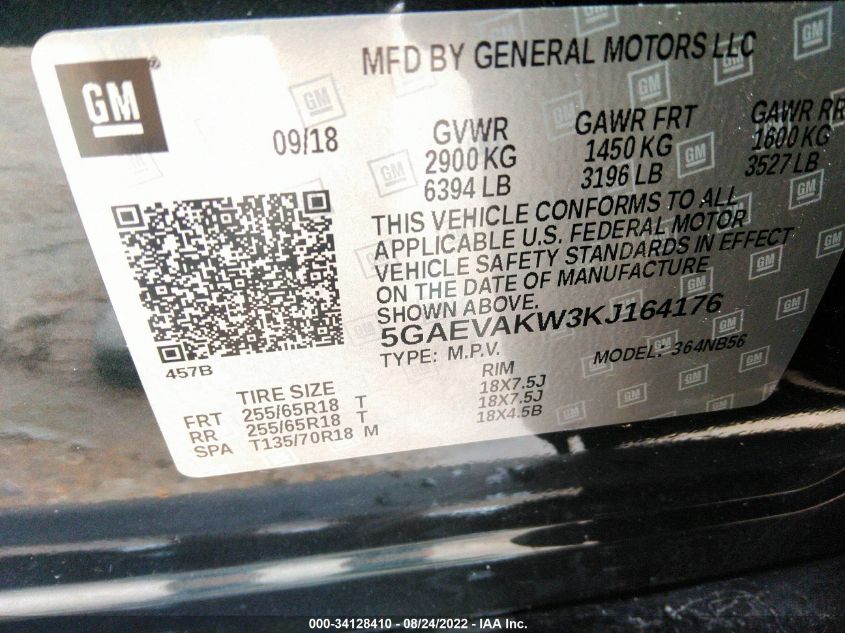 MFD BY GENERAL MOTORS LLC
GM
09/18
GVWR GAWR FRT GAWR RR
2900 KG 1450 KG 1600 KG
6394 LB 3196 LB 3527 LB
THIS VEHICLE CONFORMS TO ALL
APPLICABLE U.S. FEDERAL MOTOR
VEHICLE SAFETY STANDARDS IN EFFECT
ON THE DATE OF MANUFACTURE
SHOWN ABOVE.
5GAEVAKW3KJ164176
TYPE: M.P.V. MODEL: 364NB56
457B
TIRE SIZE RIM
FRT 255/65R18 T 18X7.5J
RR 255/65R18 T 18X7.5J
SPA T135/70R18 M 18X4.5B
000-34128410 - 08/24/2022 - © IAA Inc.